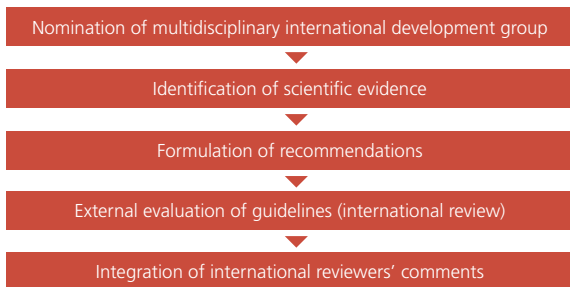 Nomination of multidisciplinary international development group
Identification of scientific evidence
Formulation of recommendations
External evaluation of guidelines (international review)
Integration of international reviewers’ comments